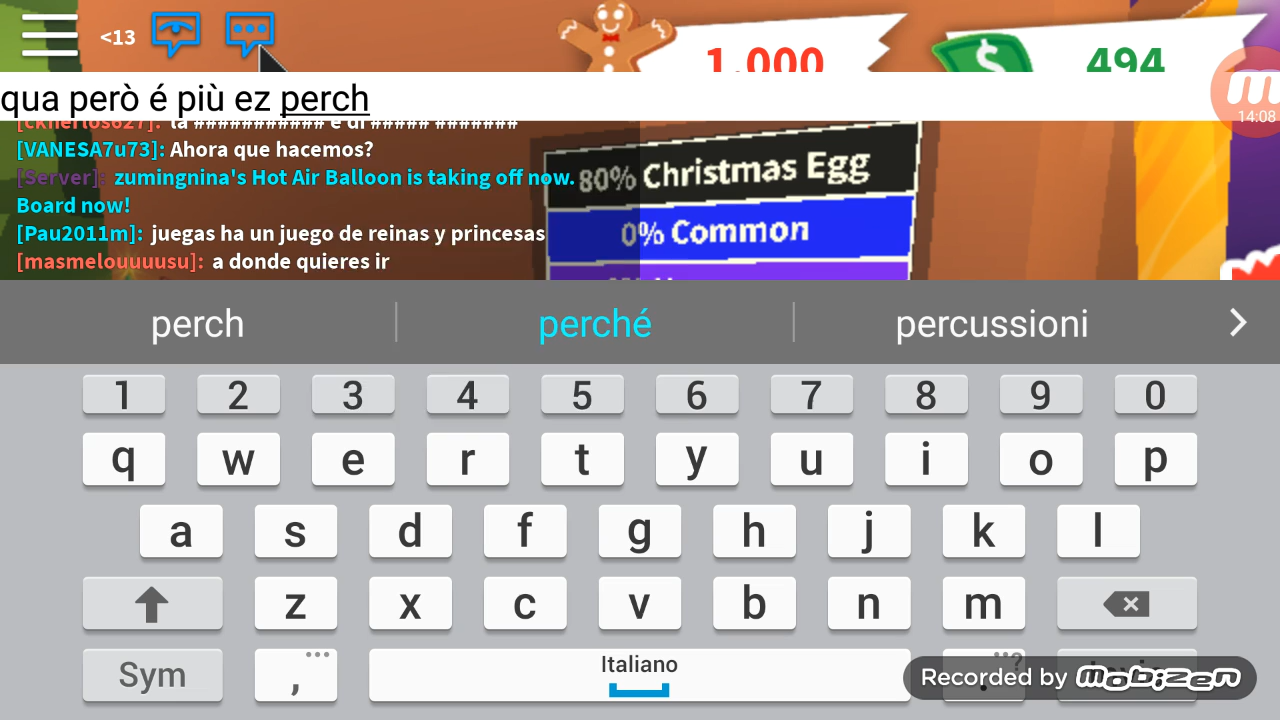 <13
1.000
494
qua però é più ez perch
14:08
[VANESA7u73]: Ahora que hacemos?
[Server]: zumingnina's Hot Air Balloon is taking off now.
Board now!
[Pau2011m]: juegas ha un juego de reinas y princesas
[masmelouuuusu]: a donde quieres ir
80% Christmas Egg
0% Common
perch perché percussioni
1 2 3 4 5 6 7 8 9 0
q w e r t y u i o p
a s d f g h j k l
z x c v b n m
Sym , Italiano
Recorded by mobizen